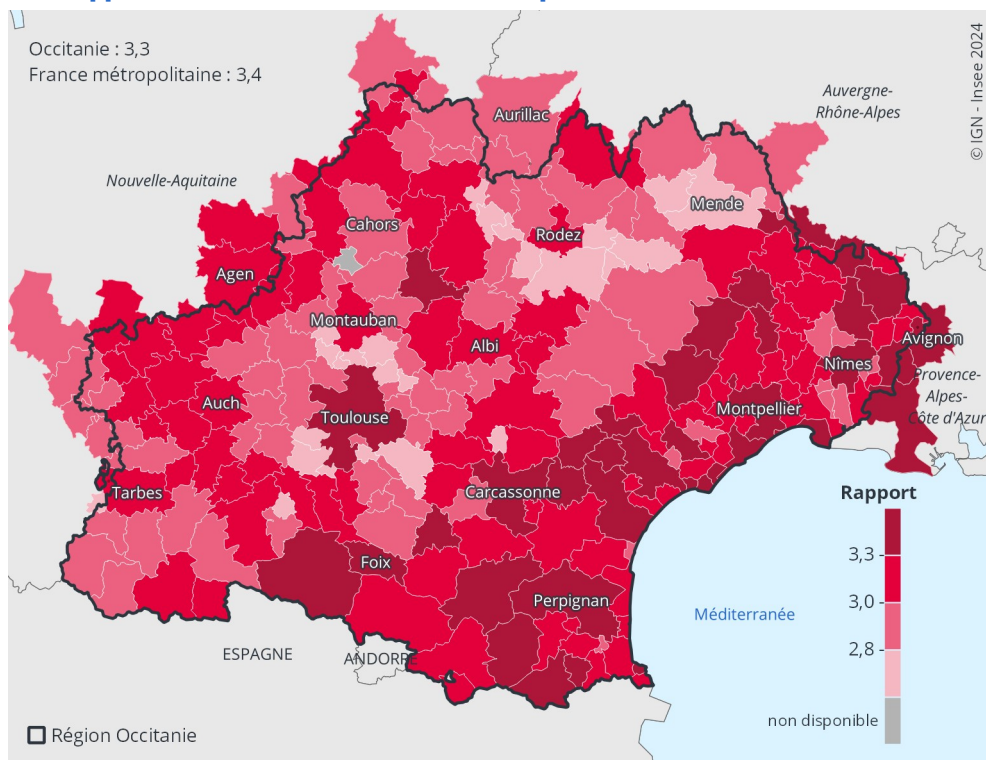 Occitanie : 3,3
France métropolitaine : 3,4
© IGN - Insee 2024
Auvergne-
Rhône-Alpes
Nouvelle-Aquitaine
Aurillac
Mende
Cahors
Rodez
Agen
Montauban
Albi
Avignon
Nîmes
Provence-
Alpes-
Côte d'Azur
Auch
Toulouse
Montpellier
Tarbes
Carcassonne
Rapport
Foix
Perpignan
3,3
3,0
2,8
non disponible
Méditerranée
ESPAGNE
ANDORRE
Région Occitanie